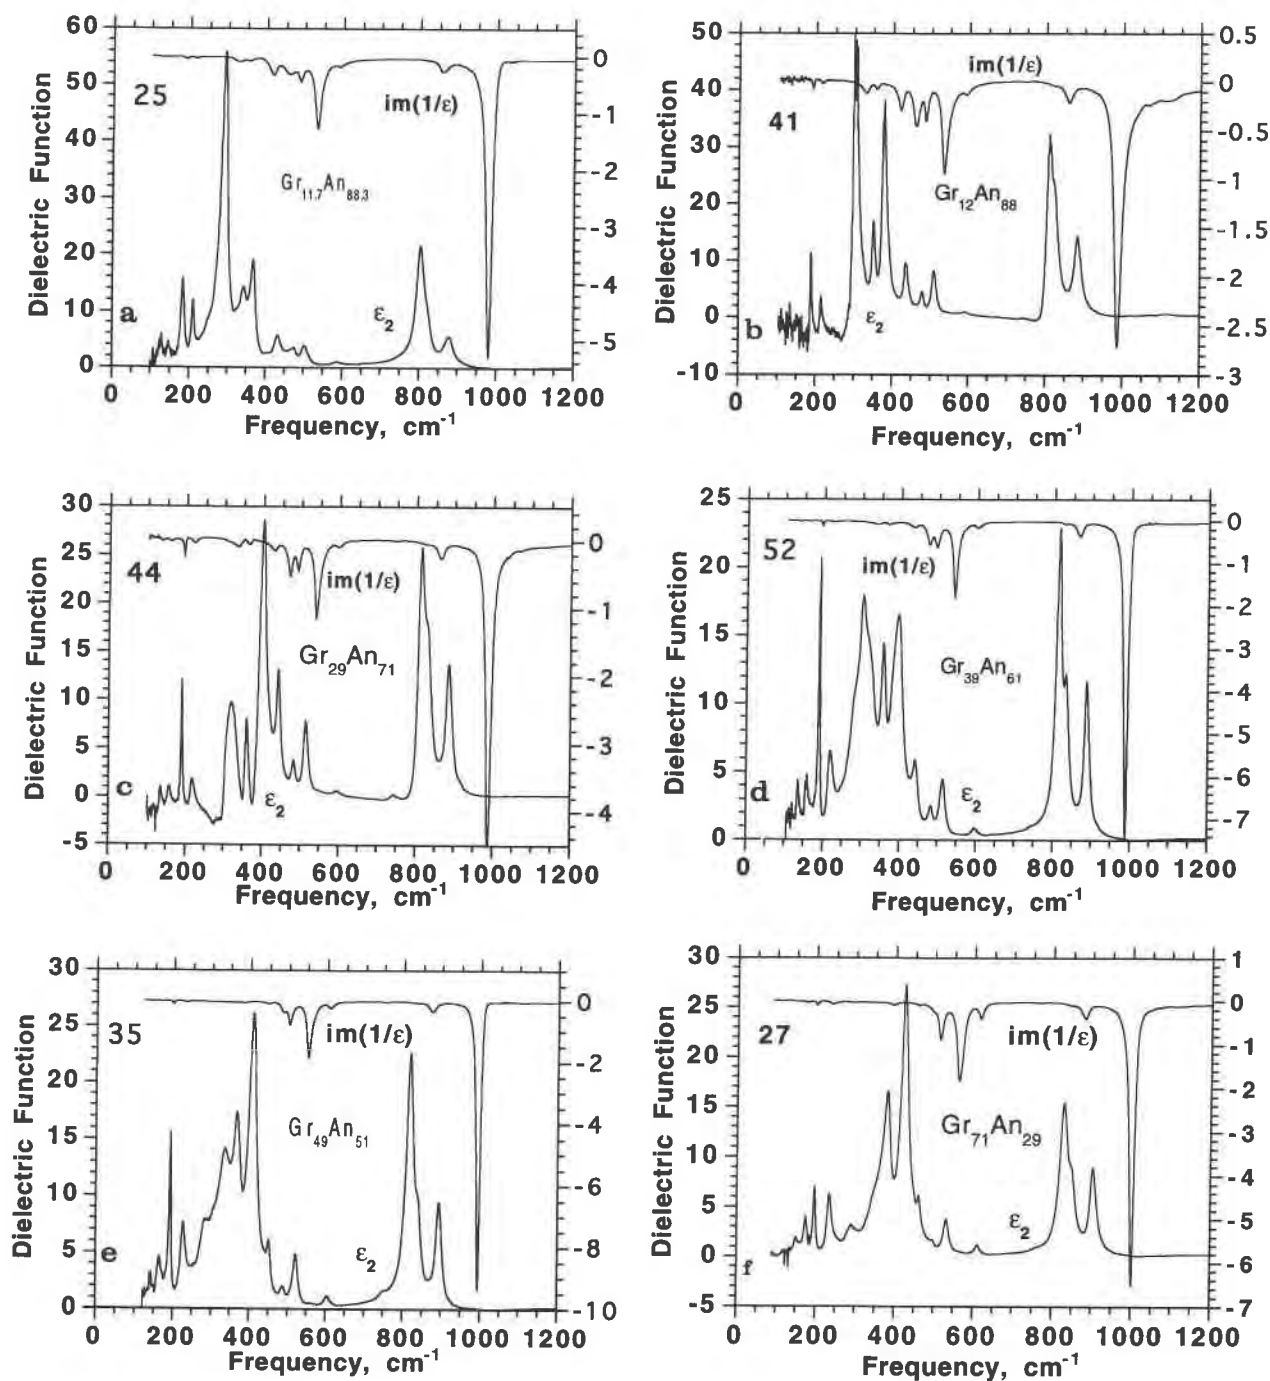 60
50
40
30
20
10
0
Dielectric Function
0
-1
-2
-3
-4
-5
25
im(1/ε)
Gr11.7An88.3
ε2
a
0 200 400 600 800 1000 1200
Frequency, cm-1
50
40
30
20
10
0
-10
Dielectric Function
0.5
0
-0.5
-1
-1.5
-2
-2.5
-3
41
im(1/ε)
Gr12An88
ε2
b
0 200 400 600 800 1000 1200
Frequency, cm-1
30
25
20
15
10
5
0
-5
Dielectric Function
0
-1
-2
-3
-4
44
im(1/ε)
Gr29An71
ε2
c
0 200 400 600 800 1000 1200
Frequency, cm-1
25
20
15
10
5
0
Dielectric Function
0
-1
-2
-3
-4
-5
-6
-7
52
im(1/ε)
Gr39An61
ε2
d
0 200 400 600 800 1000 1200
Frequency, cm-1
30
25
20
15
10
5
0
Dielectric Function
0
-2
-4
-6
-8
-10
35
im(1/ε)
Gr49An51
ε2
e
0 200 400 600 800 1000 1200
Frequency, cm-1
30
25
20
15
10
5
0
-5
Dielectric Function
1
0
-1
-2
-3
-4
-5
-6
-7
27
im(1/ε)
Gr71An29
ε2
f
0 200 400 600 800 1000 1200
Frequency, cm-1